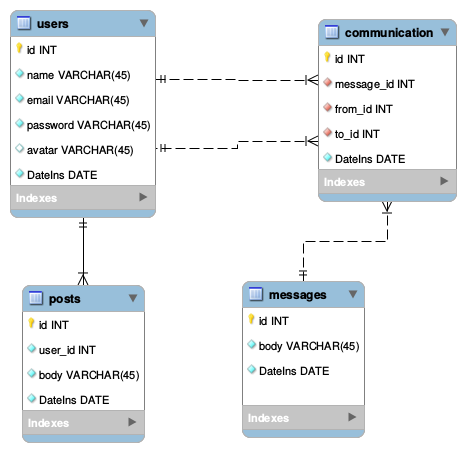 users
id INT
name VARCHAR(45)
email VARCHAR(45)
password VARCHAR(45)
avatar VARCHAR(45)
DateIns DATE
Indexes
communication
id INT
message_id INT
from_id INT
to_id INT
DateIns DATE
Indexes
posts
id INT
user_id INT
body VARCHAR(45)
DateIns DATE
Indexes
messages
id INT
body VARCHAR(45)
DateIns DATE
Indexes